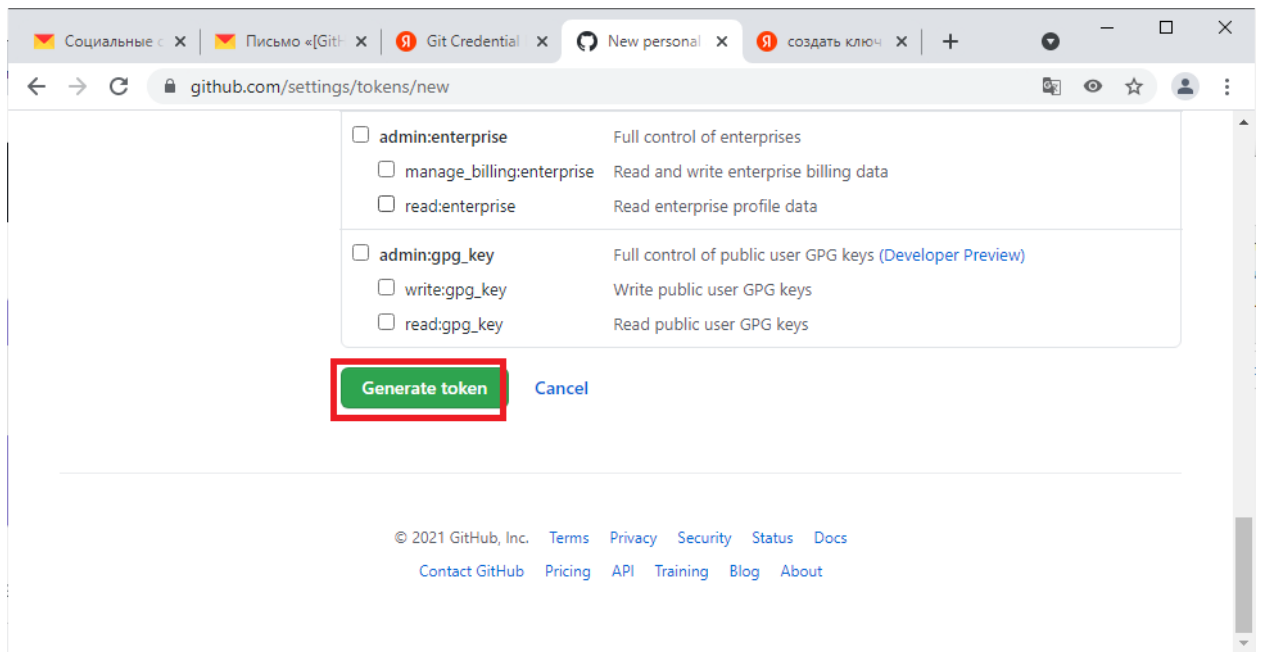 Социальные с
Письмо «[Gith
Git Credential
New personal
создать ключ
github.com/settings/tokens/new
admin:enterprise Full control of enterprises
manage_billing:enterprise Read and write enterprise billing data
read:enterprise Read enterprise profile data
admin:gpg_key Full control of public user GPG keys (Developer Preview)
write:gpg_key Write public user GPG keys
read:gpg_key Read public user GPG keys
Generate token Cancel
© 2021 GitHub, Inc. Terms Privacy Security Status Docs
Contact GitHub Pricing API Training Blog About